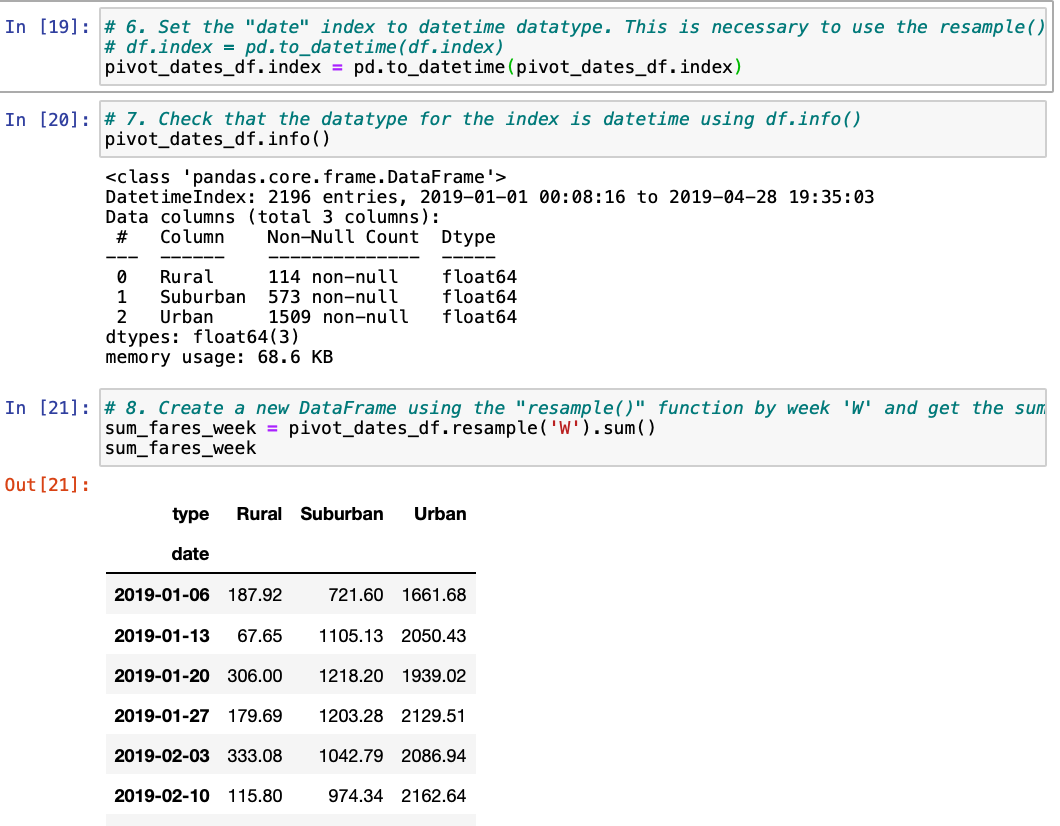 In [19]: # 6. Set the "date" index to datetime datatype. This is necessary to use the resample()
# df.index = pd.to_datetime(df.index)
pivot_dates_df.index = pd.to_datetime(pivot_dates_df.index)
In [20]: # 7. Check that the datatype for the index is datetime using df.info()
pivot_dates_df.info()
<class 'pandas.core.frame.DataFrame'>
DatetimeIndex: 2196 entries, 2019-01-01 00:08:16 to 2019-04-28 19:35:03
Data columns (total 3 columns):
 #   Column    Non-Null Count  Dtype
---  ------    --------------  -----
 0   Rural     114 non-null    float64
 1   Suburban  573 non-null    float64
 2   Urban     1509 non-null   float64
dtypes: float64(3)
memory usage: 68.6 KB
In [21]: # 8. Create a new DataFrame using the "resample()" function by week 'W' and get the sum
sum_fares_week = pivot_dates_df.resample('W').sum()
sum_fares_week
Out[21]:
type Rural Suburban Urban
date
2019-01-06 187.92 721.60 1661.68
2019-01-13 67.65 1105.13 2050.43
2019-01-20 306.00 1218.20 1939.02
2019-01-27 179.69 1203.28 2129.51
2019-02-03 333.08 1042.79 2086.94
2019-02-10 115.80 974.34 2162.64